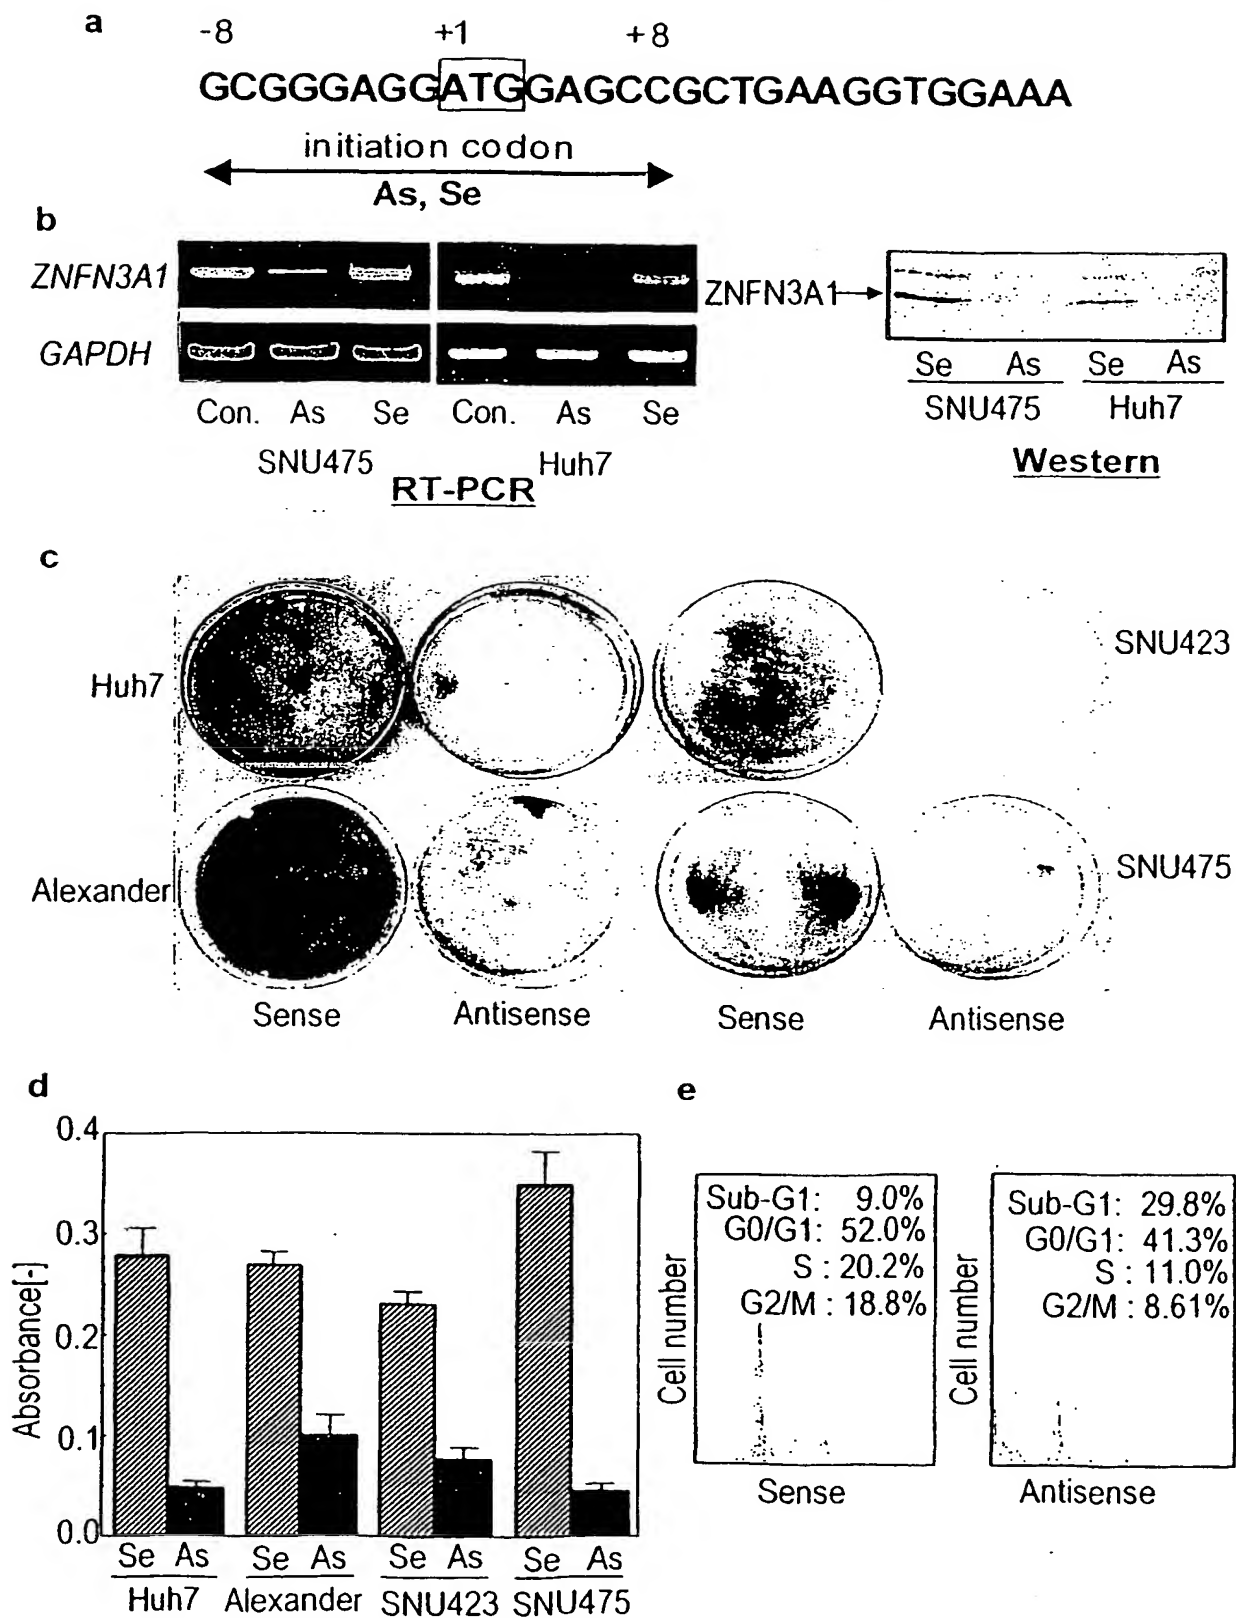 a
-8 +1 +8
GCGGGAGGATGGAGCCGCTGAAGGTGGAAA
initiation codon
As, Se
b
ZNFN3A1
GAPDH
Con. As Se Con. As Se
SNU475 Huh7
RT-PCR
ZNFN3A1
Se As Se As
SNU475 Huh7
Western
c
Huh7
SNU423
Alexander
SNU475
Sense Antisense Sense Antisense
d
Absorbance[-]
0.4
0.3
0.2
0.1
0.0
Se As Se As Se As Se As
Huh7 Alexander SNU423 SNU475
e
Cell number
Sub-G1: 9.0%
G0/G1: 52.0%
S : 20.2%
G2/M : 18.8%
Sense
Cell number
Sub-G1: 29.8%
G0/G1: 41.3%
S : 11.0%
G2/M : 8.61%
Antisense